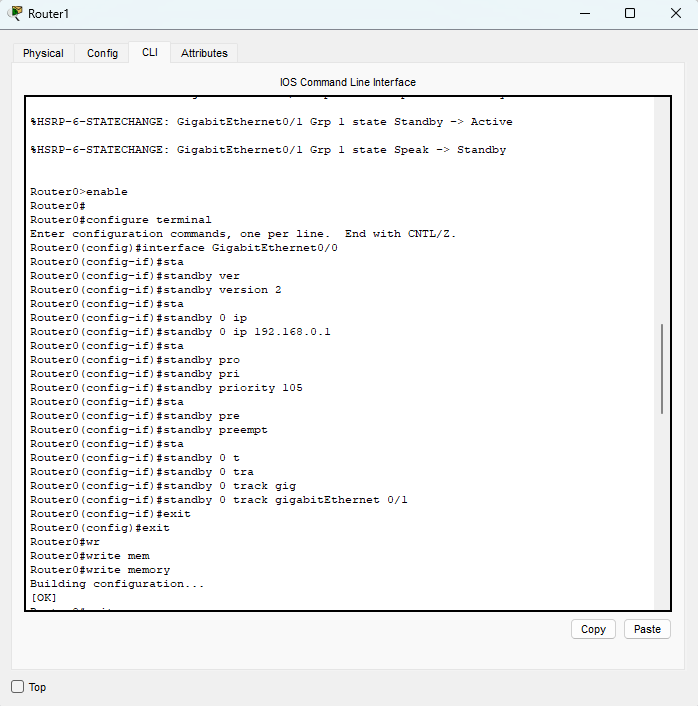 Router1
Physical Config CLI Attributes
IOS Command Line Interface
%HSRP-6-STATECHANGE: GigabitEthernet0/1 Grp 1 state Standby -> Active
%HSRP-6-STATECHANGE: GigabitEthernet0/1 Grp 1 state Speak -> Standby
Router0>enable
Router0#
Router0#configure terminal
Enter configuration commands, one per line.  End with CNTL/Z.
Router0(config)#interface GigabitEthernet0/0
Router0(config-if)#sta
Router0(config-if)#standby ver
Router0(config-if)#standby version 2
Router0(config-if)#sta
Router0(config-if)#standby 0 ip
Router0(config-if)#standby 0 ip 192.168.0.1
Router0(config-if)#sta
Router0(config-if)#standby pro
Router0(config-if)#standby pri
Router0(config-if)#standby priority 105
Router0(config-if)#sta
Router0(config-if)#standby pre
Router0(config-if)#standby preempt
Router0(config-if)#sta
Router0(config-if)#standby 0 t
Router0(config-if)#standby 0 tra
Router0(config-if)#standby 0 track gig
Router0(config-if)#standby 0 track gigabitEthernet 0/1
Router0(config-if)#exit
Router0(config)#exit
Router0#wr
Router0#write mem
Router0#write memory
Building configuration...
[OK]
Copy Paste
Top